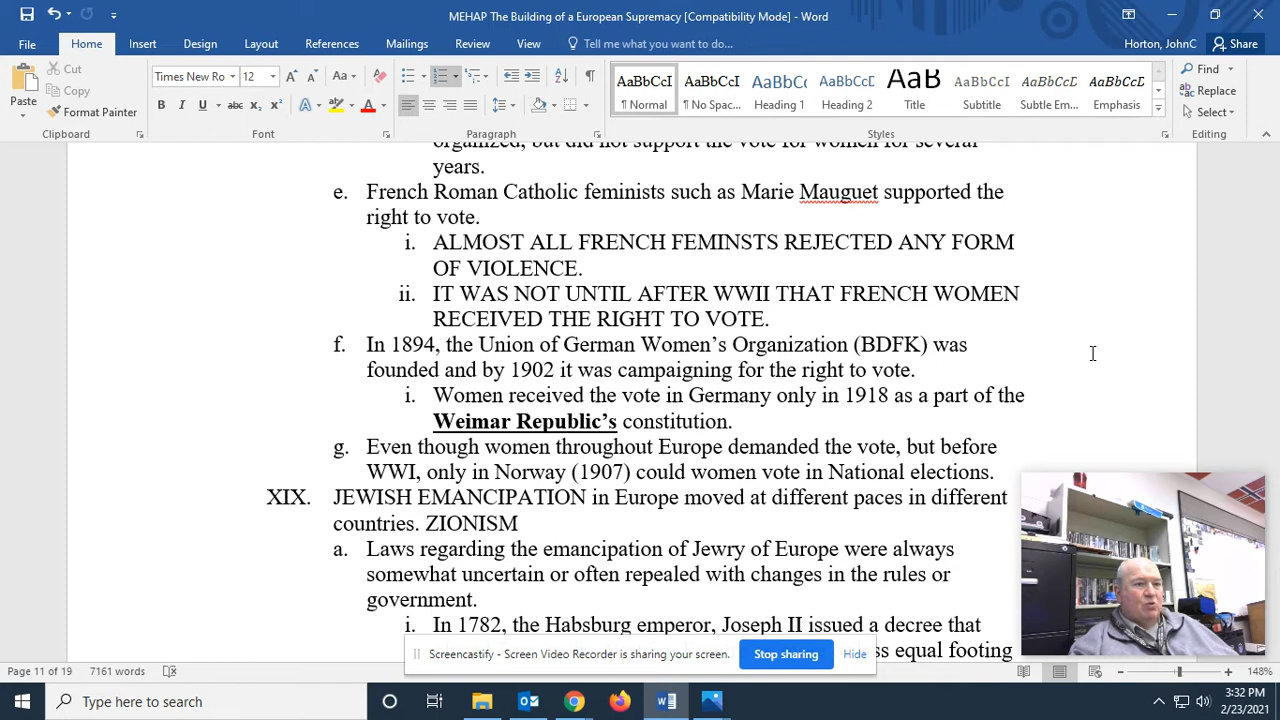 MEHAP The Building of a European Supremacy [Compatibility Mode] - Word
File Home Insert Design Layout References Mailings Review View Tell me what you want to do... Horton, JohnC Share
Paste Cut Copy Format Painter
Times New Ro 12
AaBbCcI AaBbCcI AaBbCc AaBbCcI AaB AaBbCcI AaBbCcI AaBbCcI
¶ Normal ¶ No Spac... Heading 1 Heading 2 Title Subtitle Subtle Em... Emphasis
Find
Replace
Select
Clipboard Font Paragraph Styles Editing
organized, but did not support the vote for women for several
years.
e. French Roman Catholic feminists such as Marie Mauguet supported the
right to vote.
i. ALMOST ALL FRENCH FEMINSTS REJECTED ANY FORM
OF VIOLENCE.
ii. IT WAS NOT UNTIL AFTER WWII THAT FRENCH WOMEN
RECEIVED THE RIGHT TO VOTE.
f. In 1894, the Union of German Women’s Organization (BDFK) was
founded and by 1902 it was campaigning for the right to vote.
i. Women received the vote in Germany only in 1918 as a part of the
Weimar Republic’s constitution.
g. Even though women throughout Europe demanded the vote, but before
WWI, only in Norway (1907) could women vote in National elections.
XIX. JEWISH EMANCIPATION in Europe moved at different paces in different
countries. ZIONISM
a. Laws regarding the emancipation of Jewry of Europe were always
somewhat uncertain or often repealed with changes in the rules or
government.
i. In 1782, the Habsburg emperor, Joseph II issued a decree that
equal footing
Screencastify - Screen Video Recorder is sharing your screen. Stop sharing Hide
Page 11 of 19 7161 words 148%
Type here to search
3:32 PM
2/23/2021